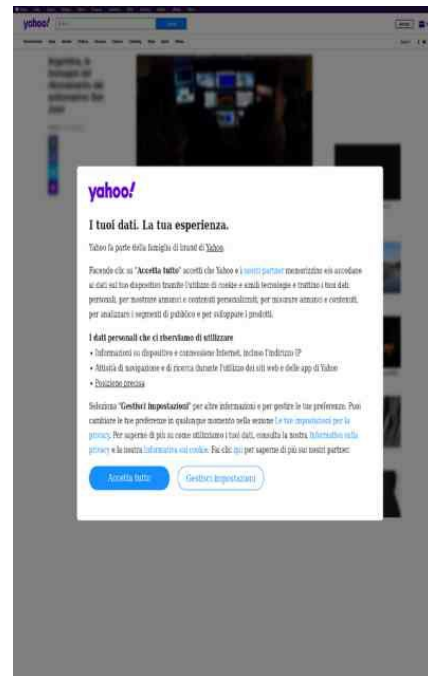 yahoo!
yahoo!
I tuoi dati. La tua esperienza.
Yahoo fa parte della famiglia di brand di Yahoo.
Facendo clic su "Accetta tutto" accetti che Yahoo e i nostri partner memorizzino e/o accedano
ai dati sul tuo dispositivo tramite l'utilizzo di cookie e simili tecnologie e trattino i tuoi dati
personali, per mostrare annunci e contenuti personalizzati, per misurare annunci e contenuti,
per analizzare i segmenti di pubblico e per sviluppare i prodotti.
I dati personali che ci riserviamo di utilizzare
• Informazioni su dispositivo e connessione Internet, incluso l'indirizzo IP
• Attività di navigazione e di ricerca durante l'utilizzo dei siti web e delle app di Yahoo
• Posizione precisa
Seleziona "Gestisci impostazioni" per altre informazioni e per gestire le tue preferenze. Puoi
cambiare le tue preferenze in qualunque momento nella sezione Le tue impostazioni per la
privacy. Per saperne di più su come utilizziamo i tuoi dati, consulta la nostra Informativa sulla
privacy e la nostra Informativa sui cookie. Fai clic qui per saperne di più sui nostri partner.
Accetta tutto
Gestisci impostazioni